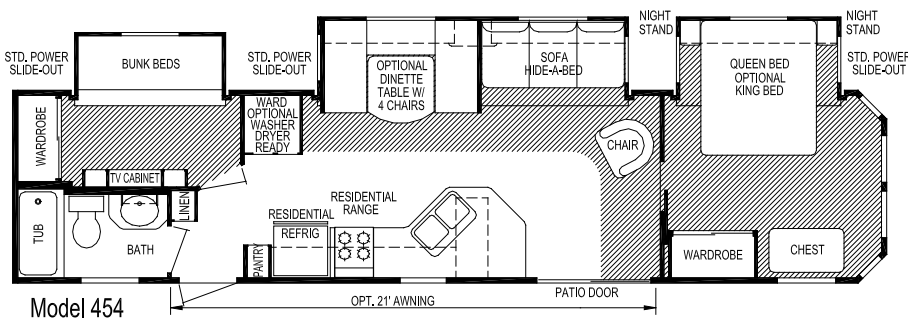 STD. POWER
SLIDE-OUT
BUNK BEDS
STD. POWER
SLIDE-OUT
OPTIONAL
DINETTE
TABLE W/
4 CHAIRS
SOFA
HIDE-A-BED
NIGHT
STAND
QUEEN BED
OPTIONAL
KING BED
NIGHT
STAND
STD. POWER
SLIDE-OUT
WARDROBE
WARD
OPTIONAL
WASHER
DRYER
READY
CHAIR
TV CABINET
TUB
BATH
LINEN
RESIDENTIAL
RANGE
RESIDENTIAL
REFRIG
PANTRY
WARDROBE
CHEST
PATIO DOOR
OPT. 21' AWNING
Model 454